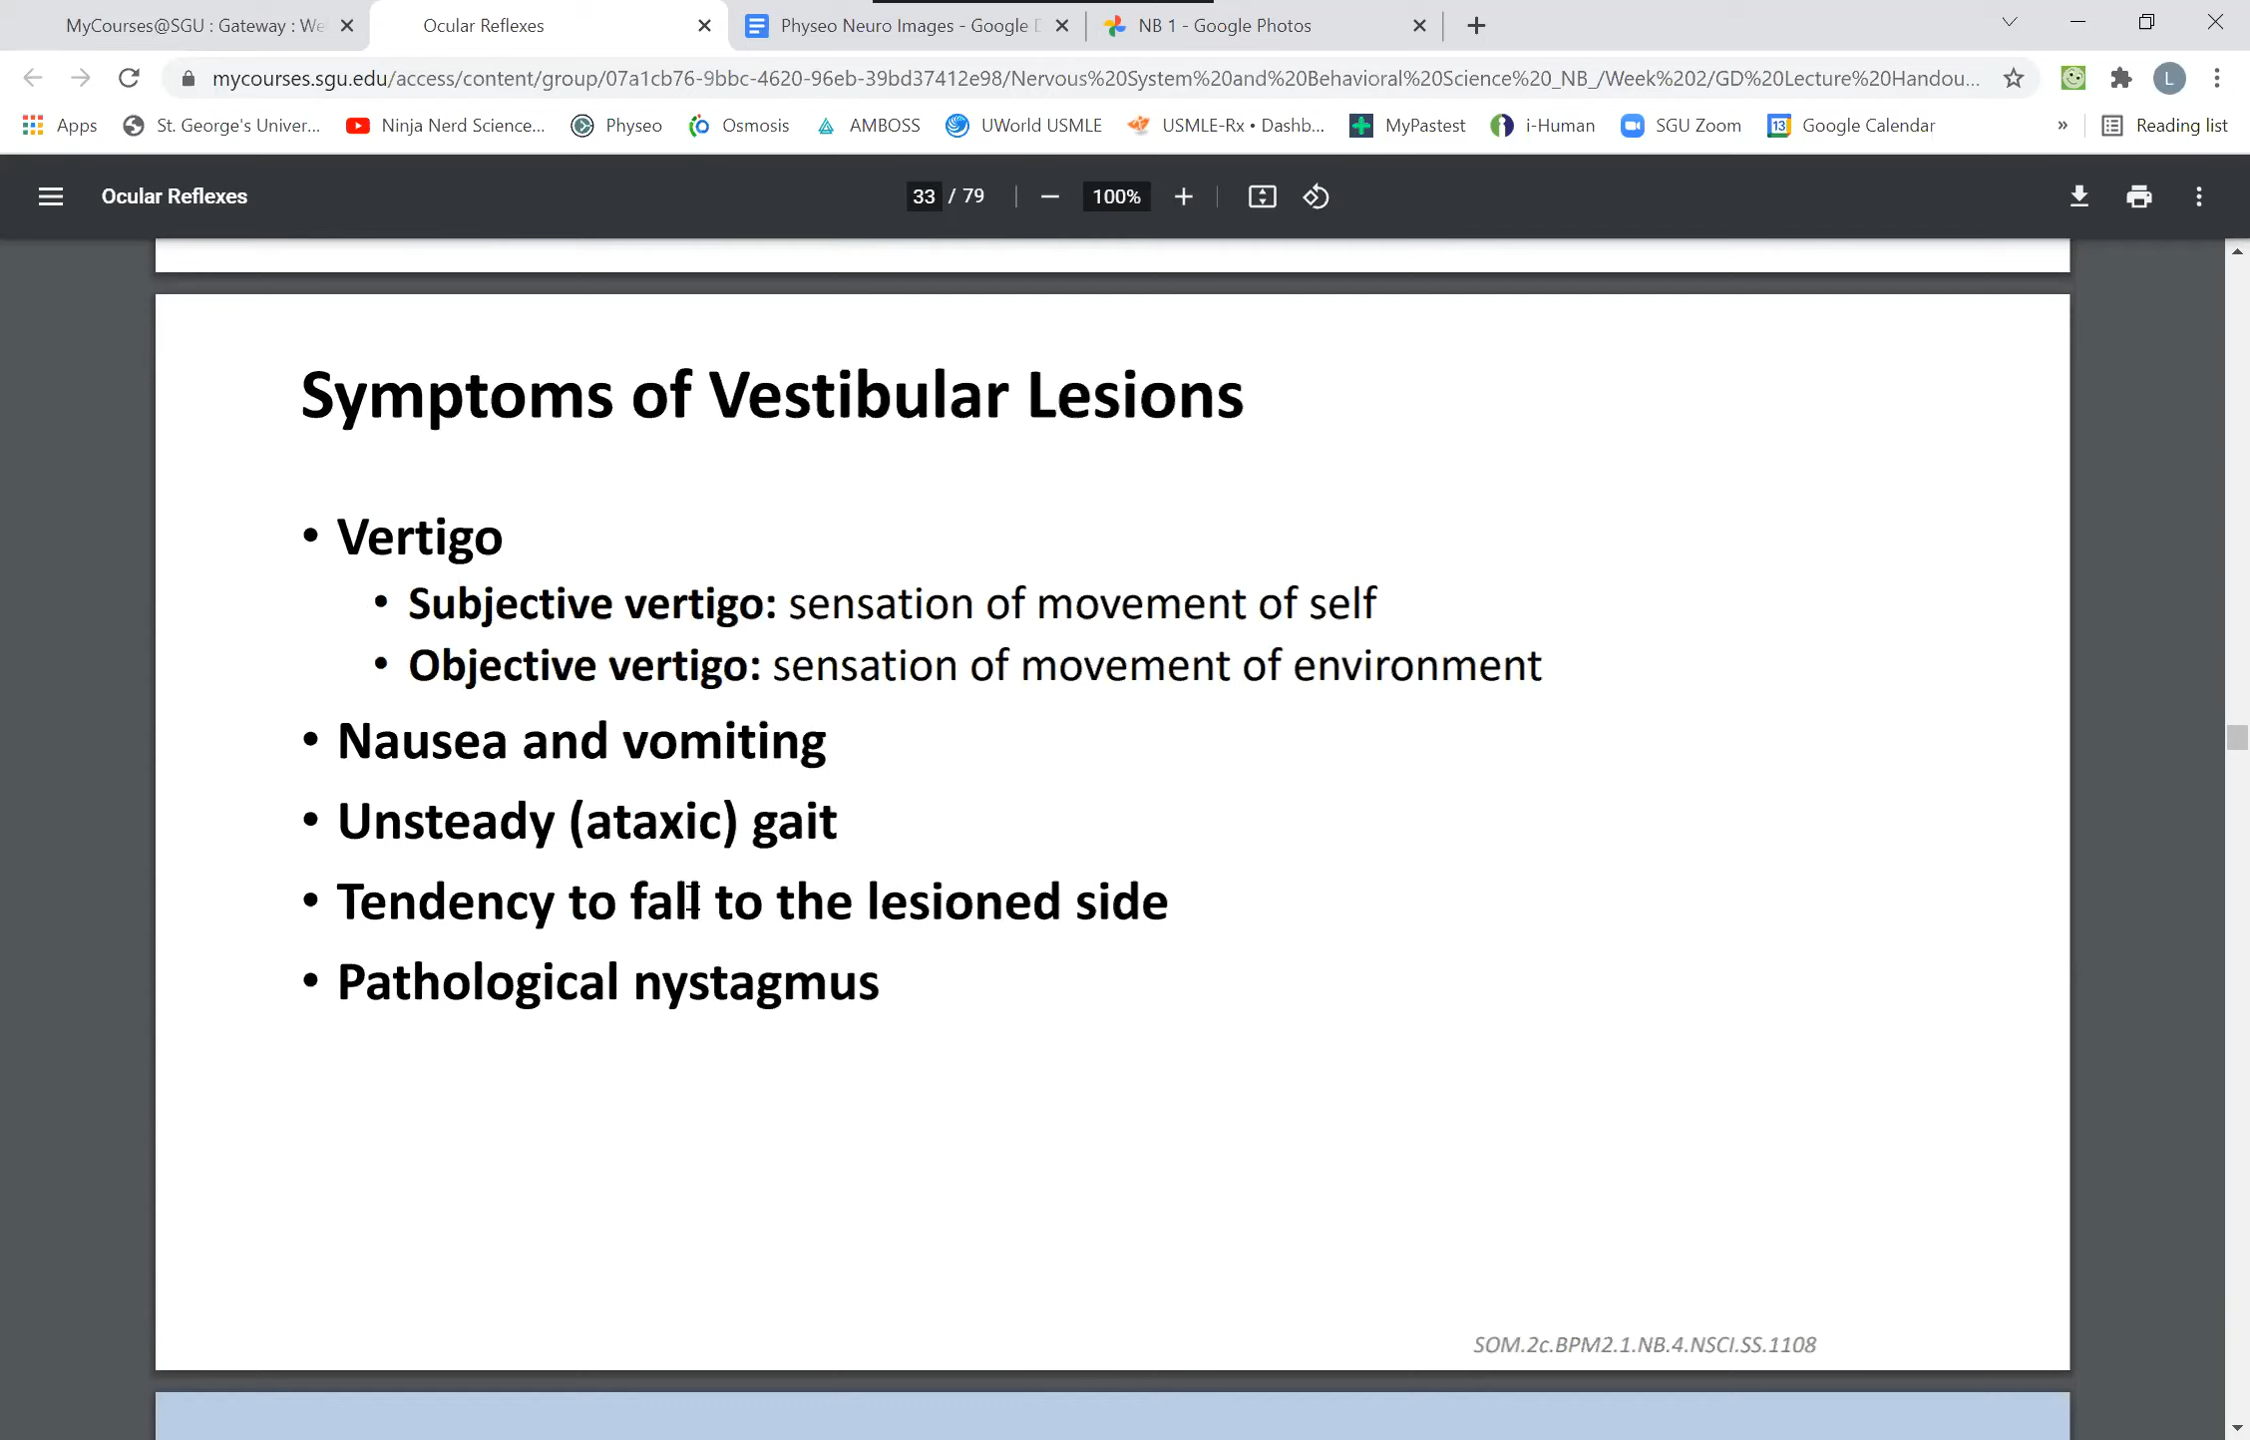 MyCourses@SGU : Gateway : We
Ocular Reflexes
Physeo Neuro Images - Google D
NB 1 - Google Photos
mycourses.sgu.edu/access/content/group/07a1cb76-9bbc-4620-96eb-39bd37412e98/Nervous%20System%20and%20Behavioral%20Science%20_NB_/Week%202/GD%20Lecture%20Handou...
L
Apps
St. George's Univer...
Ninja Nerd Science...
Physeo
Osmosis
AMBOSS
UWorld USMLE
USMLE-Rx • Dashb...
MyPastest
i-Human
SGU Zoom
13
Google Calendar
»
Reading list
Ocular Reflexes
33 / 79
100%
Symptoms of Vestibular Lesions
• Vertigo
• Subjective vertigo: sensation of movement of self
• Objective vertigo: sensation of movement of environment
• Nausea and vomiting
• Unsteady (ataxic) gait
• Tendency to fall to the lesioned side
• Pathological nystagmus
SOM.2c.BPM2.1.NB.4.NSCI.SS.1108